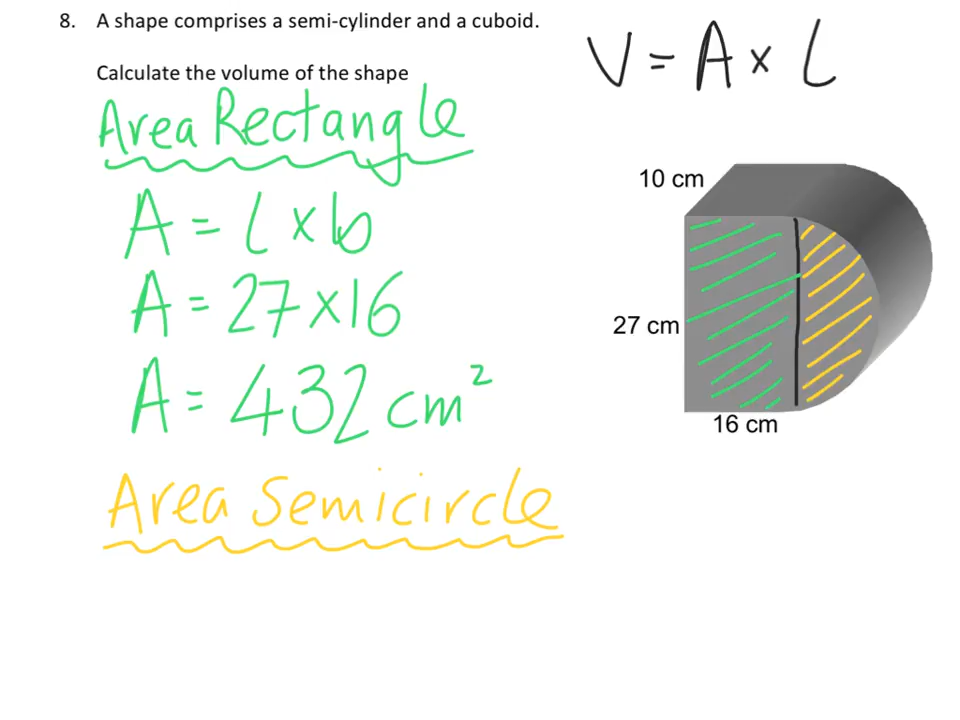 8. A shape comprises a semi-cylinder and a cuboid.
Calculate the volume of the shape
V = A x L
Area Rectangle
A = l x b
A = 27 x 16
A = 432 cm²
Area Semicircle
10 cm
27 cm
16 cm